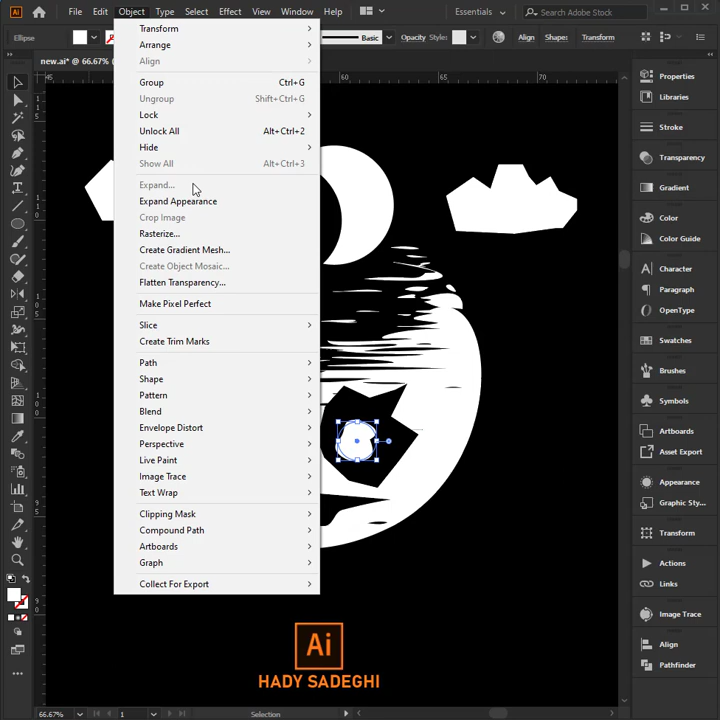 Ai File Edit Object Type Select Effect View Window Help Essentials Search Adobe Stock
Ellipse Basic Opacity Style: Align Shape: Transform
new.ai* @ 66.67%
45 60 65 70
Transform
Arrange
Align
Group Ctrl+G
Ungroup Shift+Ctrl+G
Lock
Unlock All Alt+Ctrl+2
Hide
Show All Alt+Ctrl+3
Expand...
Expand Appearance
Crop Image
Rasterize...
Create Gradient Mesh...
Create Object Mosaic...
Flatten Transparency...
Make Pixel Perfect
Slice
Create Trim Marks
Path
Shape
Pattern
Blend
Envelope Distort
Perspective
Live Paint
Image Trace
Text Wrap
Clipping Mask
Compound Path
Artboards
Graph
Collect For Export
Properties
Libraries
Stroke
Transparency
Gradient
Color
Color Guide
Character
Paragraph
OpenType
Swatches
Brushes
Symbols
Artboards
Asset Export
Appearance
Graphic Sty...
Transform
Actions
Links
Image Trace
Align
Pathfinder
Ai
HADY SADEGHI
66.67% 1 Selection